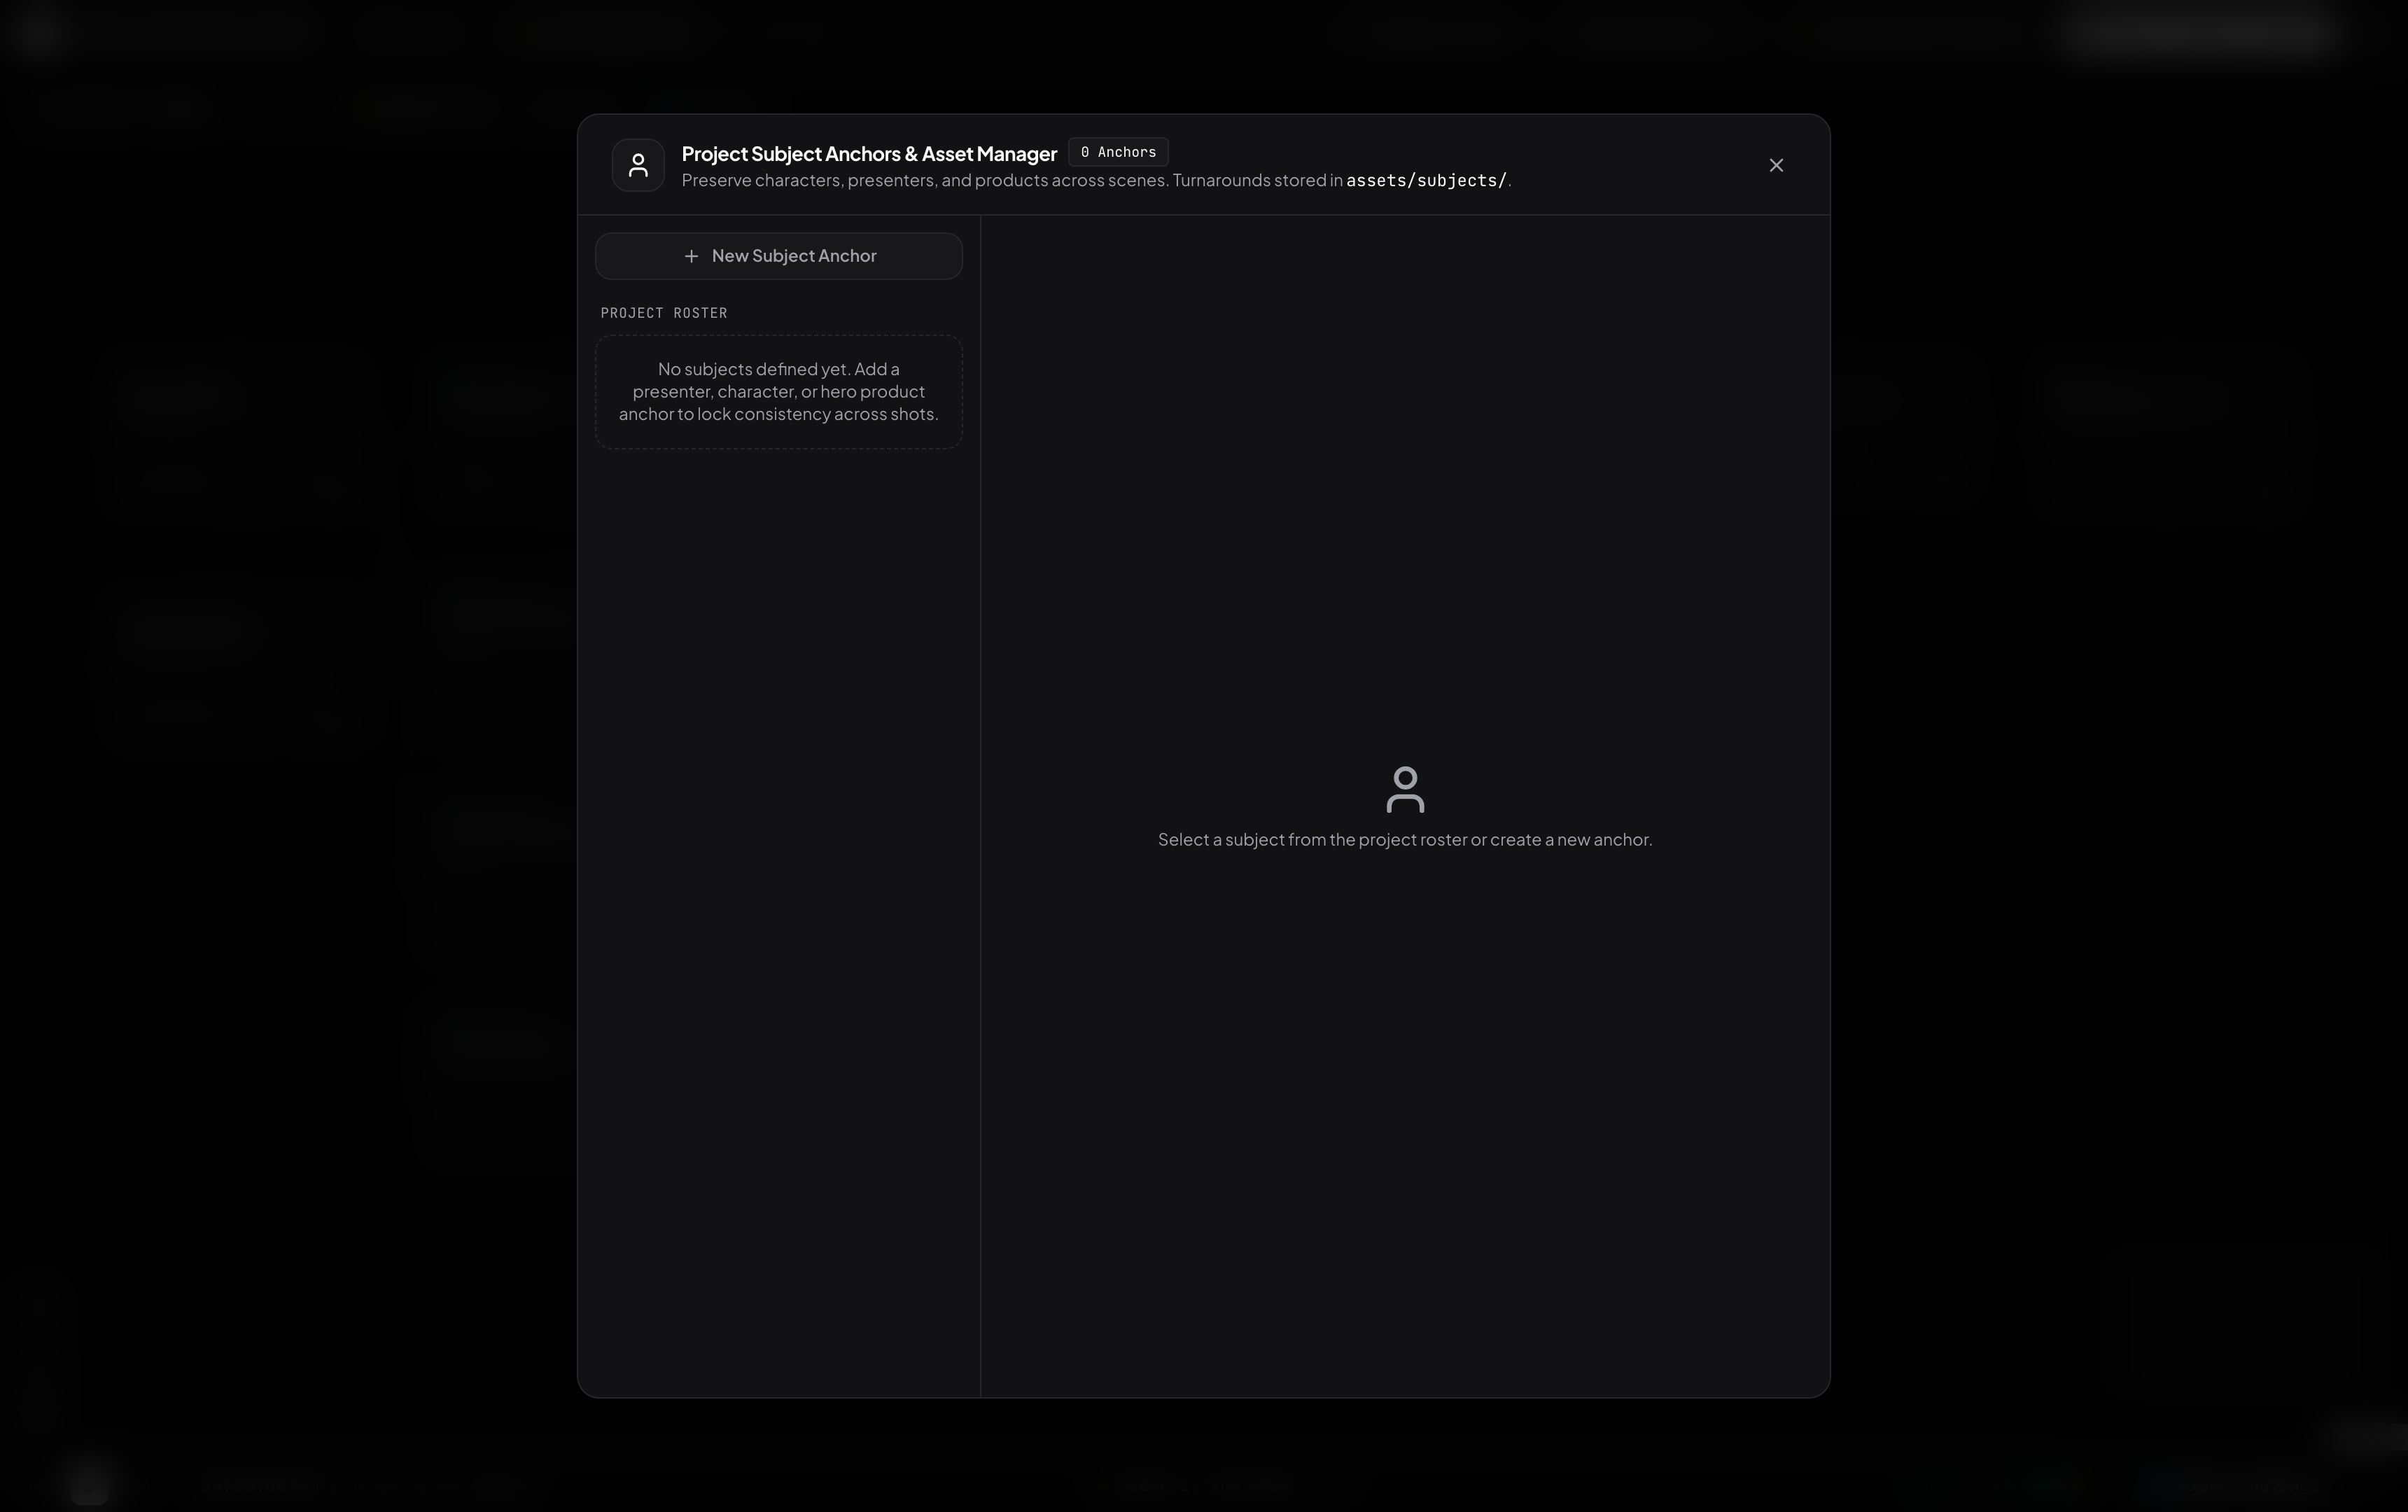 Project Subject Anchors & Asset Manager
0 Anchors
Preserve characters, presenters, and products across scenes. Turnarounds stored in assets/subjects/.
New Subject Anchor
PROJECT ROSTER
No subjects defined yet. Add a
presenter, character, or hero product
anchor to lock consistency across shots.
Select a subject from the project roster or create a new anchor.